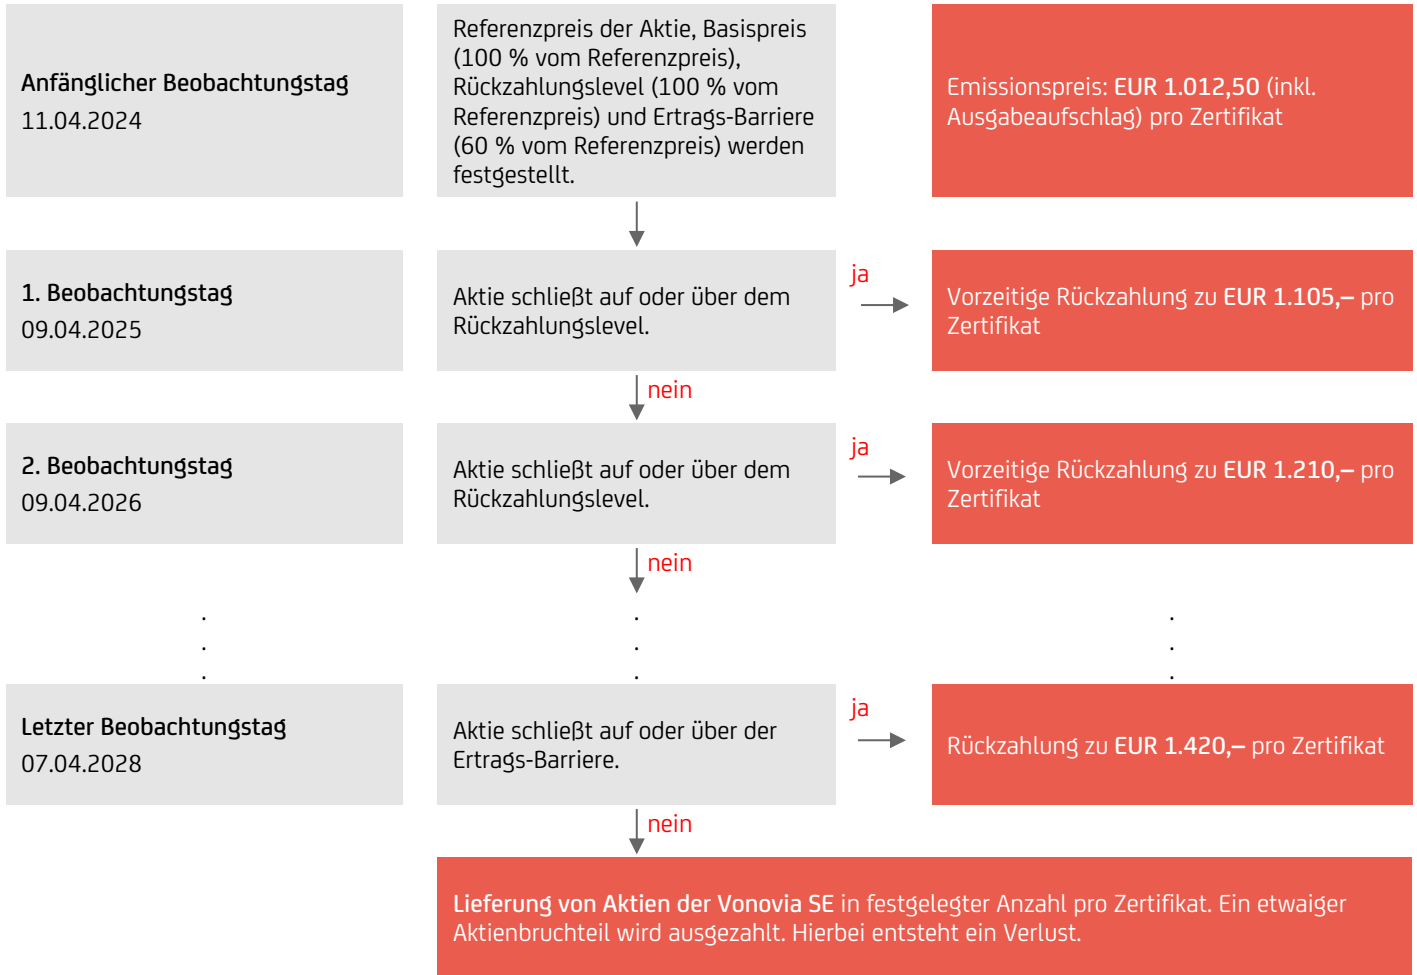 Anfänglicher Beobachtungstag
11.04.2024
Referenzpreis der Aktie, Basispreis
(100 % vom Referenzpreis),
Rückzahlungslevel (100 % vom
Referenzpreis) und Ertrags-Barriere
(60 % vom Referenzpreis) werden
festgestellt.
Emissionspreis: EUR 1.012,50 (inkl.
Ausgabeaufschlag) pro Zertifikat
1. Beobachtungstag
09.04.2025
Aktie schließt auf oder über dem
Rückzahlungslevel.
ja
Vorzeitige Rückzahlung zu EUR 1.105,– pro
Zertifikat
nein
2. Beobachtungstag
09.04.2026
Aktie schließt auf oder über dem
Rückzahlungslevel.
ja
Vorzeitige Rückzahlung zu EUR 1.210,– pro
Zertifikat
nein
. . .
. . .
. . .
Letzter Beobachtungstag
07.04.2028
Aktie schließt auf oder über der
Ertrags-Barriere.
ja
Rückzahlung zu EUR 1.420,– pro Zertifikat
nein
Lieferung von Aktien der Vonovia SE in festgelegter Anzahl pro Zertifikat. Ein etwaiger
Aktienbruchteil wird ausgezahlt. Hierbei entsteht ein Verlust.